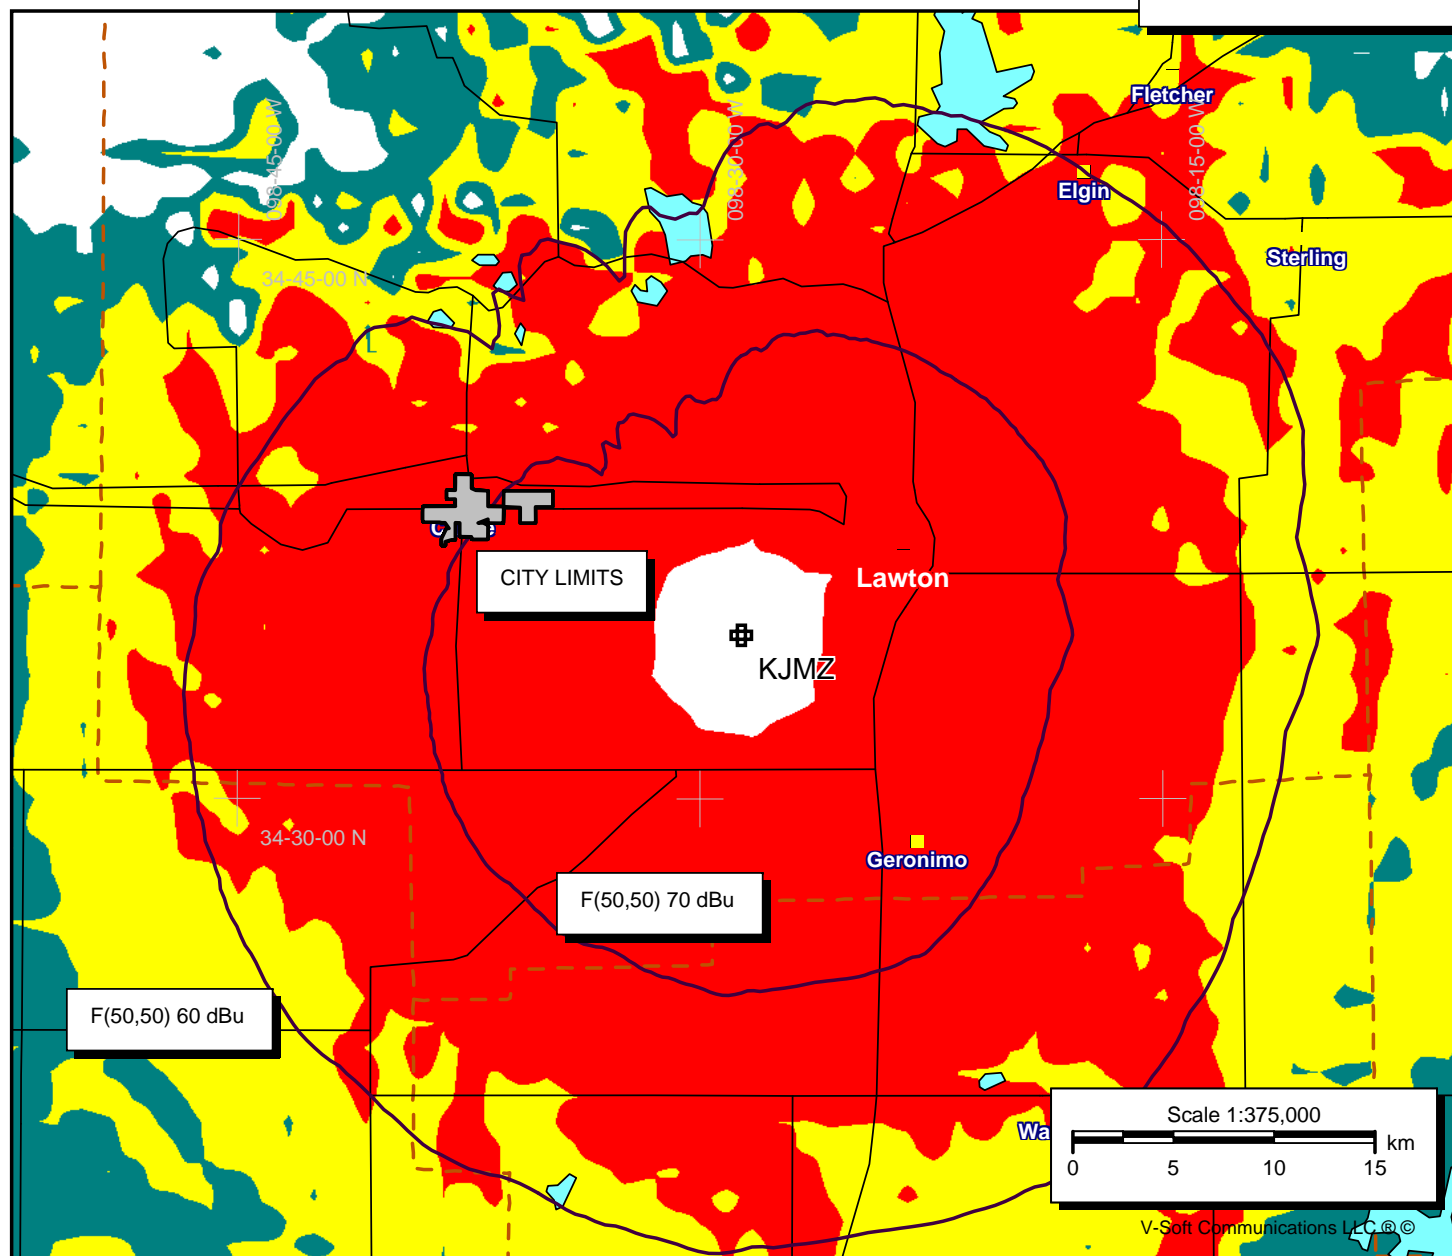 Fletcher
098-45-00 W
098-30-00 W
098-15-00 W
Elgin
Sterling
34-45-00 N
CITY LIMITS
Lawton
KJMZ
34-30-00 N
Geronimo
F(50,50) 70 dBu
F(50,50) 60 dBu
Scale 1:375,000
km
0 5 10 15
Wa
V-Soft Communications LLC ® ©